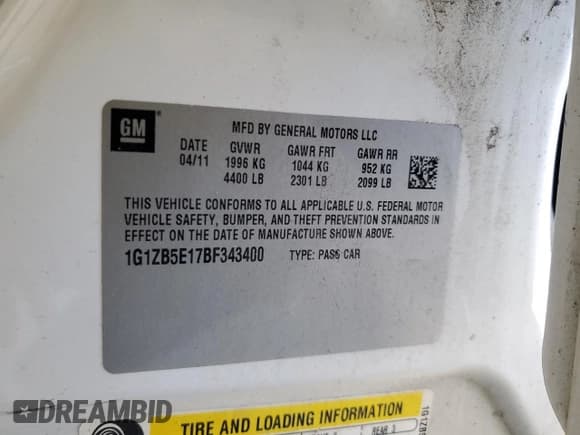 GM
MFD BY GENERAL MOTORS LLC
DATE GVWR GAWR FRT GAWR RR
04/11 1996 KG 1044 KG 952 KG
4400 LB 2301 LB 2099 LB
THIS VEHICLE CONFORMS TO ALL APPLICABLE U.S. FEDERAL MOTOR
VEHICLE SAFETY, BUMPER, AND THEFT PREVENTION STANDARDS IN
EFFECT ON THE DATE OF MANUFACTURE SHOWN ABOVE.
1G1ZB5E17BF343400 TYPE: PASS CAR
TIRE AND LOADING INFORMATION
REAR
DREAMBID